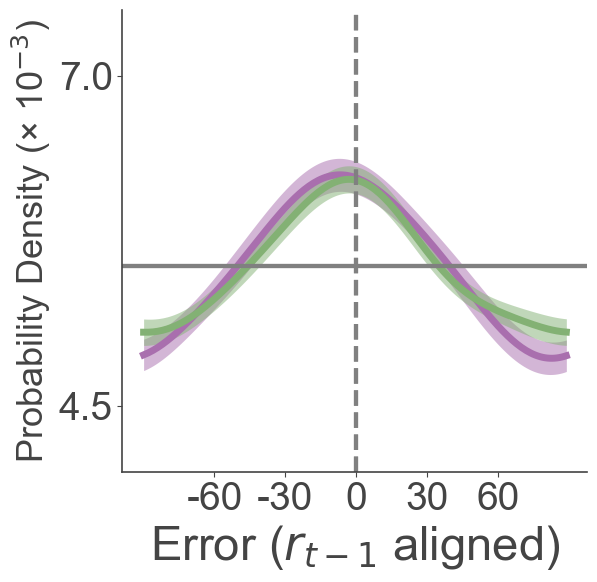 Probability Density (× 10⁻³)
7.0
4.5
-60 -30 0 30 60
Error (rₜ₋₁ aligned)